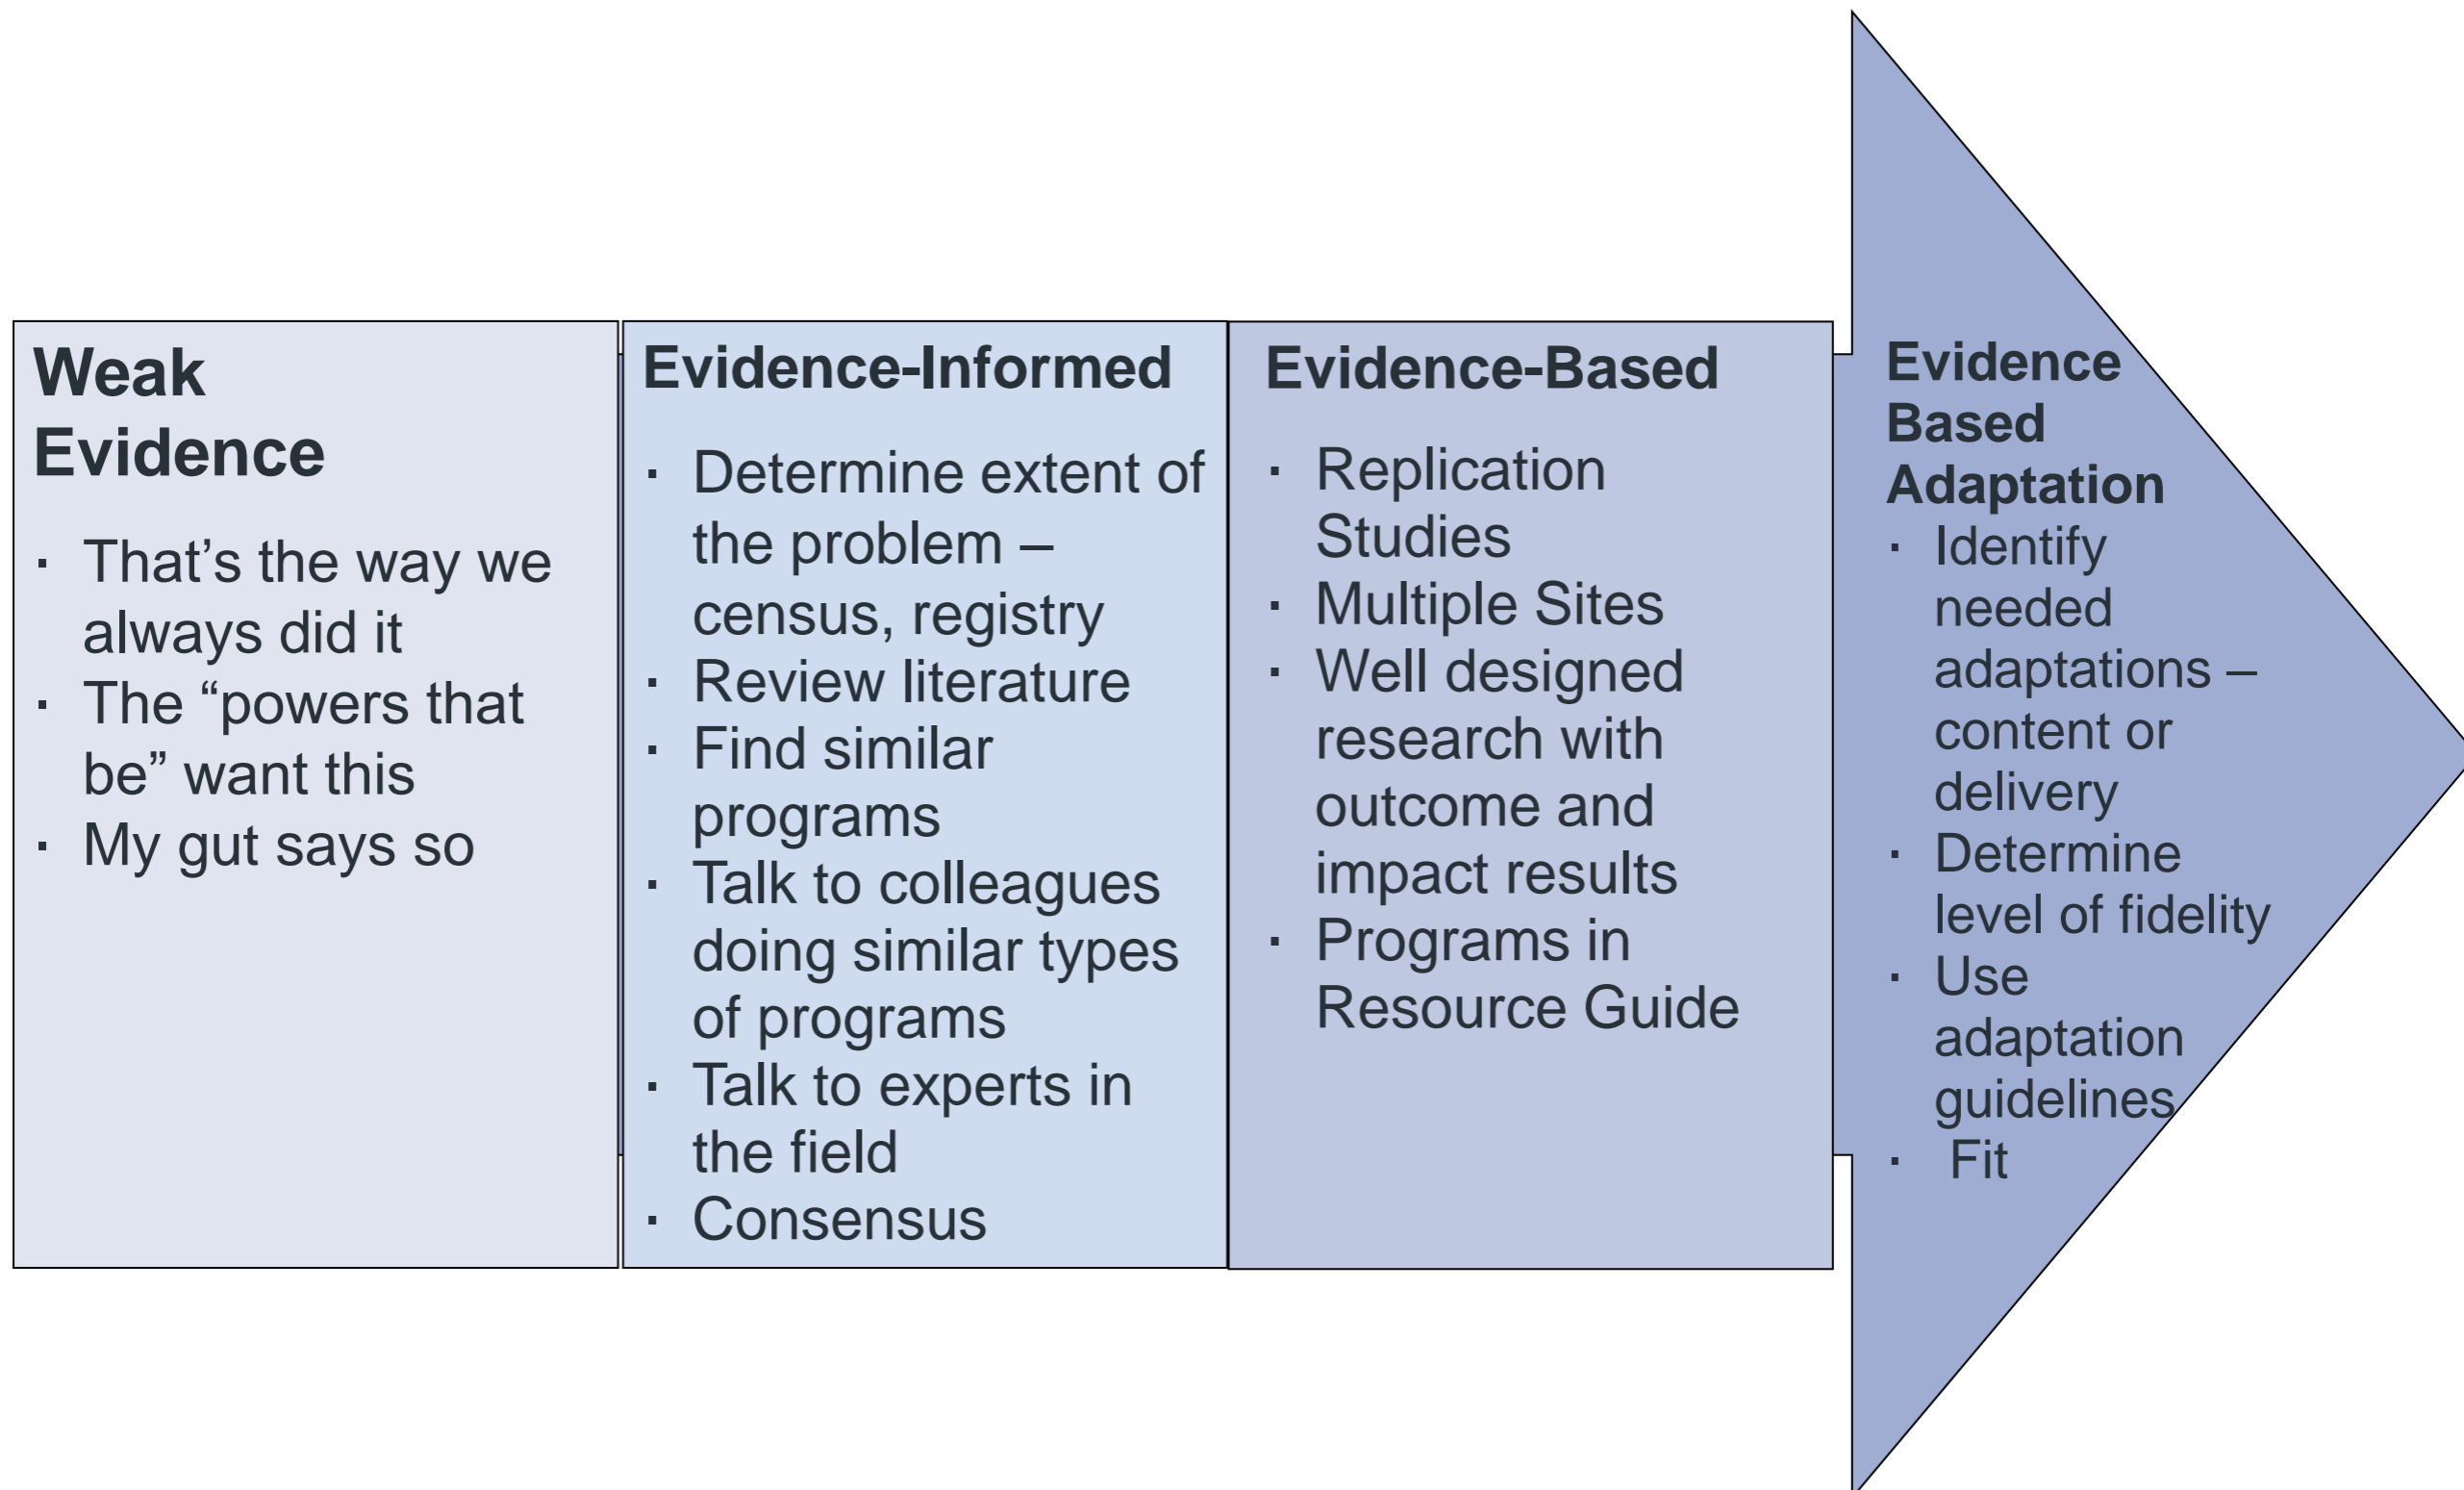 Weak
Evidence
· That’s the way we
always did it
· The “powers that
be” want this
· My gut says so
Evidence-Informed
· Determine extent of
the problem –
census, registry
· Review literature
· Find similar
programs
· Talk to colleagues
doing similar types
of programs
· Talk to experts in
the field
· Consensus
Evidence-Based
· Replication
Studies
· Multiple Sites
· Well designed
research with
outcome and
impact results
· Programs in
Resource Guide
Evidence
Based
Adaptation
· Identify
needed
adaptations –
content or
delivery
· Determine
level of fidelity
· Use
adaptation
guidelines
· Fit